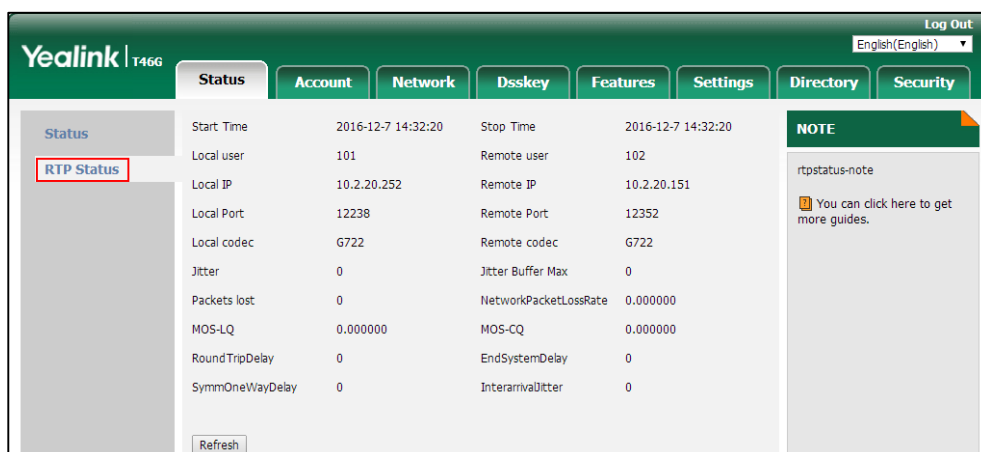 Log Out
Yealink | T46G
English(English)
Status Account Network Dsskey Features Settings Directory Security
Status
RTP Status
Start Time 2016-12-7 14:32:20 Stop Time 2016-12-7 14:32:20
Local user 101 Remote user 102
Local IP 10.2.20.252 Remote IP 10.2.20.151
Local Port 12238 Remote Port 12352
Local codec G722 Remote codec G722
Jitter 0 Jitter Buffer Max 0
Packets lost 0 NetworkPacketLossRate 0.000000
MOS-LQ 0.000000 MOS-CQ 0.000000
RoundTripDelay 0 EndSystemDelay 0
SymmOneWayDelay 0 InterarrivalJitter 0
Refresh
NOTE
rtpstatus-note
You can click here to get
more guides.